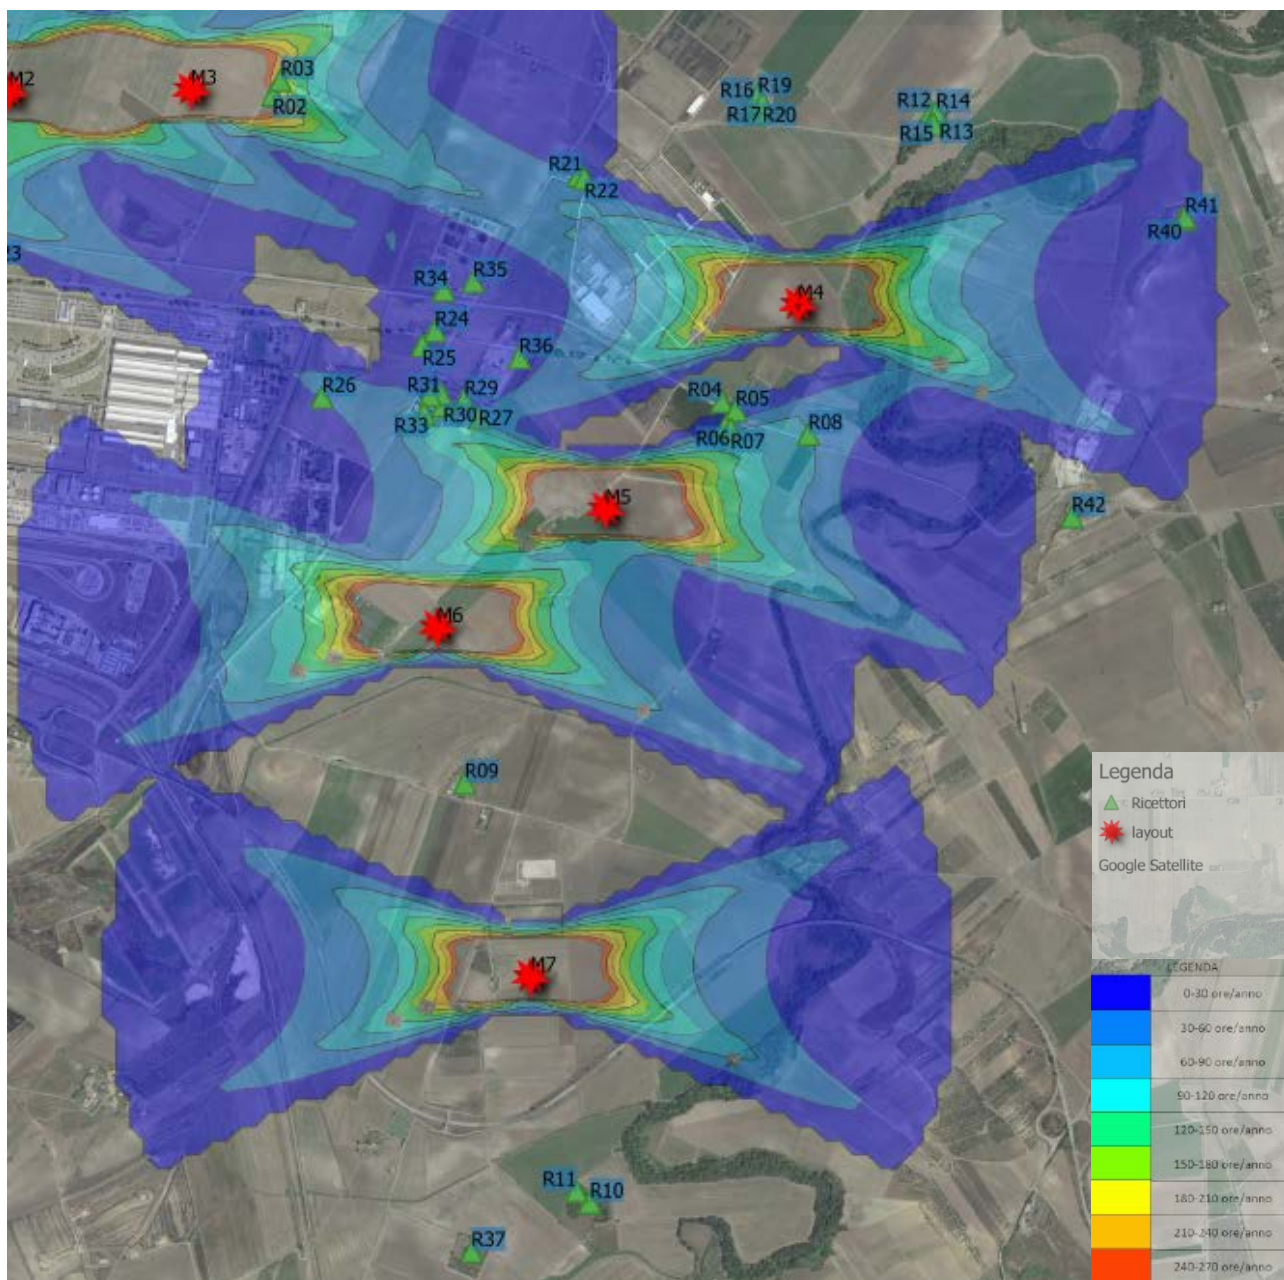 M2
M3
R03
R02
R16 R19
R17 R20
R12 R14
R15 R13
R21
R22
R41
R40
R3
R34 R35
M4
R24
R25
R36
R26
R31
R29
R33
R30
R27
R04
R05
R06
R07
R08
M5
R42
M6
R09
M7
R11
R10
R37
Legenda
Ricettori
layout
Google Satellite
LEGENDA
0-30 ore/anno
30-60 ore/anno
60-90 ore/anno
90-120 ore/anno
120-150 ore/anno
150-180 ore/anno
180-210 ore/anno
210-240 ore/anno
240-270 ore/anno